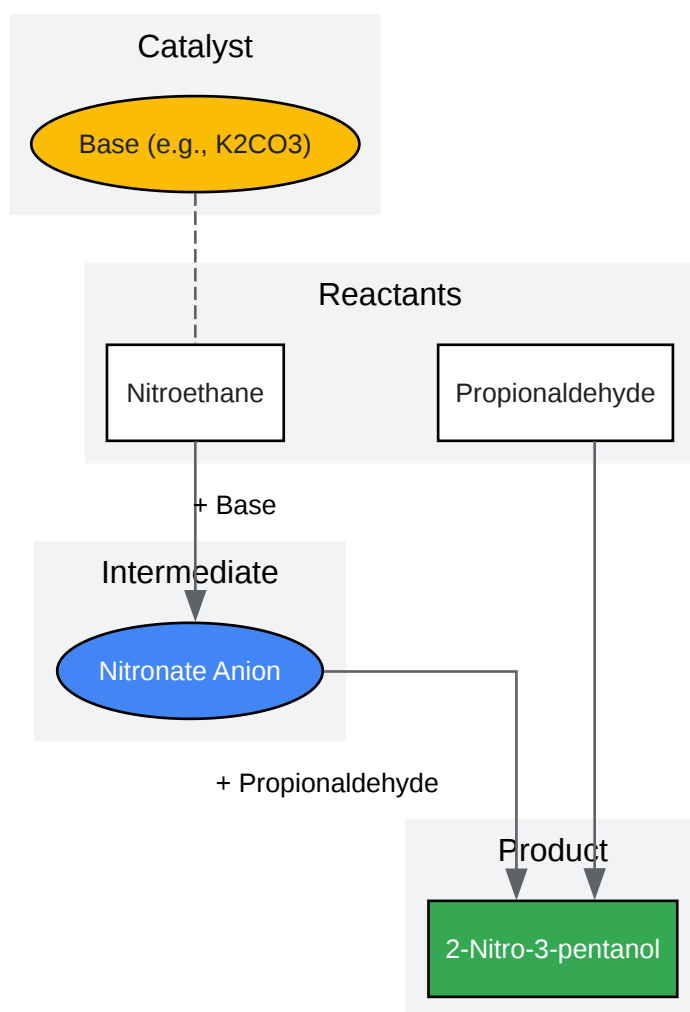 Catalyst
Base (e.g., K2CO3)
Reactants
Nitroethane
Propionaldehyde
+ Base
Intermediate
Nitronate Anion
+ Propionaldehyde
Product
2-Nitro-3-pentanol